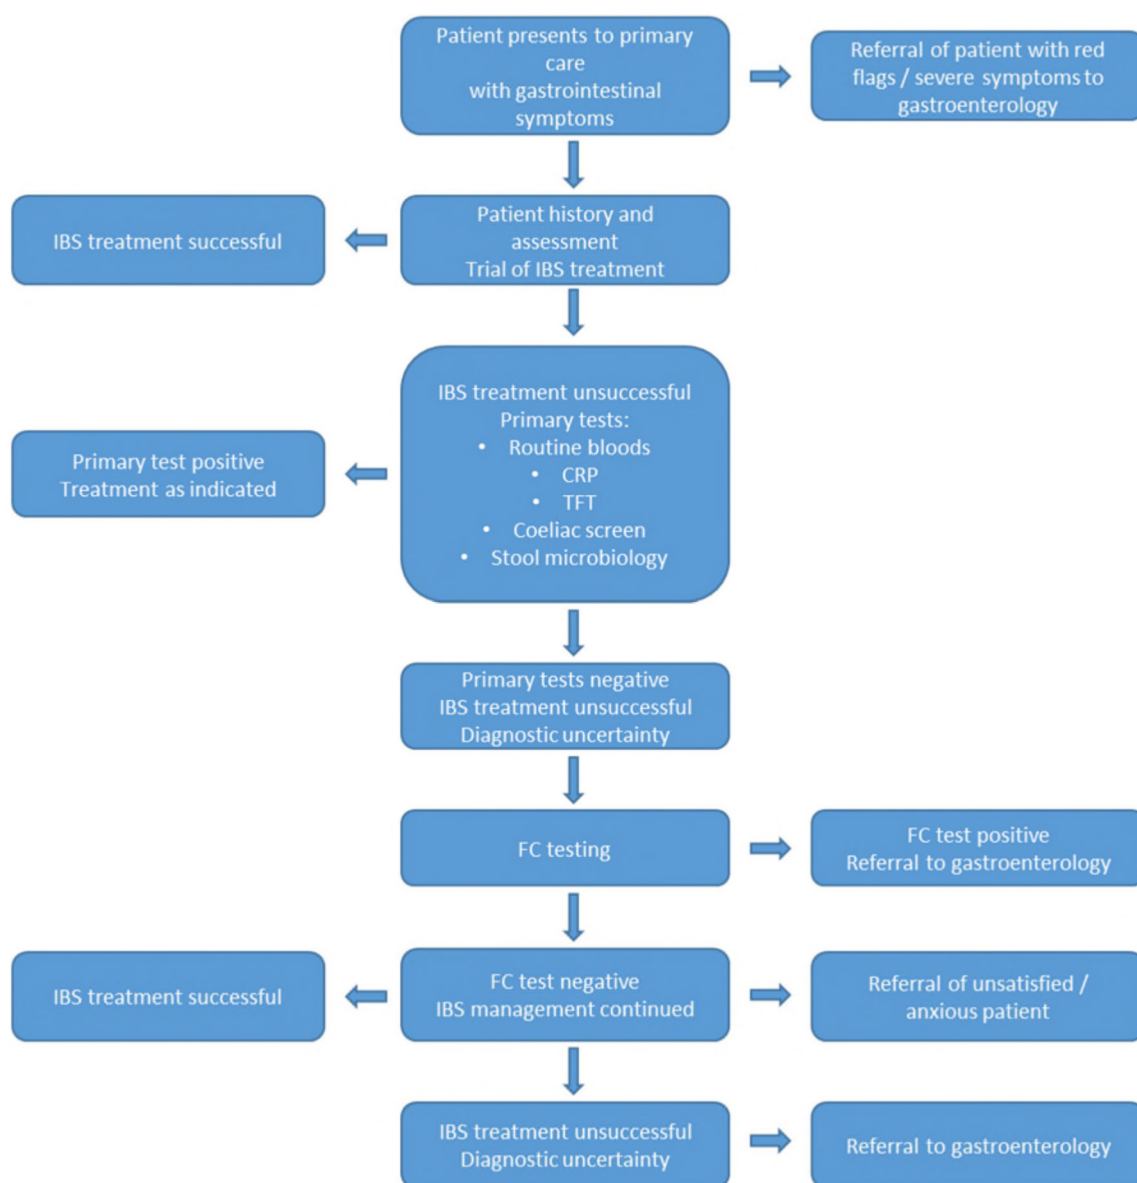 Patient presents to primary
care
with gastrointestinal
symptoms
Referral of patient with red
flags / severe symptoms to
gastroenterology
IBS treatment successful
Patient history and
assessment
Trial of IBS treatment
Primary test positive
Treatment as indicated
IBS treatment unsuccessful
Primary tests:
• Routine bloods
• CRP
• TFT
• Coeliac screen
• Stool microbiology
Primary tests negative
IBS treatment unsuccessful
Diagnostic uncertainty
FC testing
FC test positive
Referral to gastroenterology
IBS treatment successful
FC test negative
IBS management continued
Referral of unsatisfied /
anxious patient
IBS treatment unsuccessful
Diagnostic uncertainty
Referral to gastroenterology